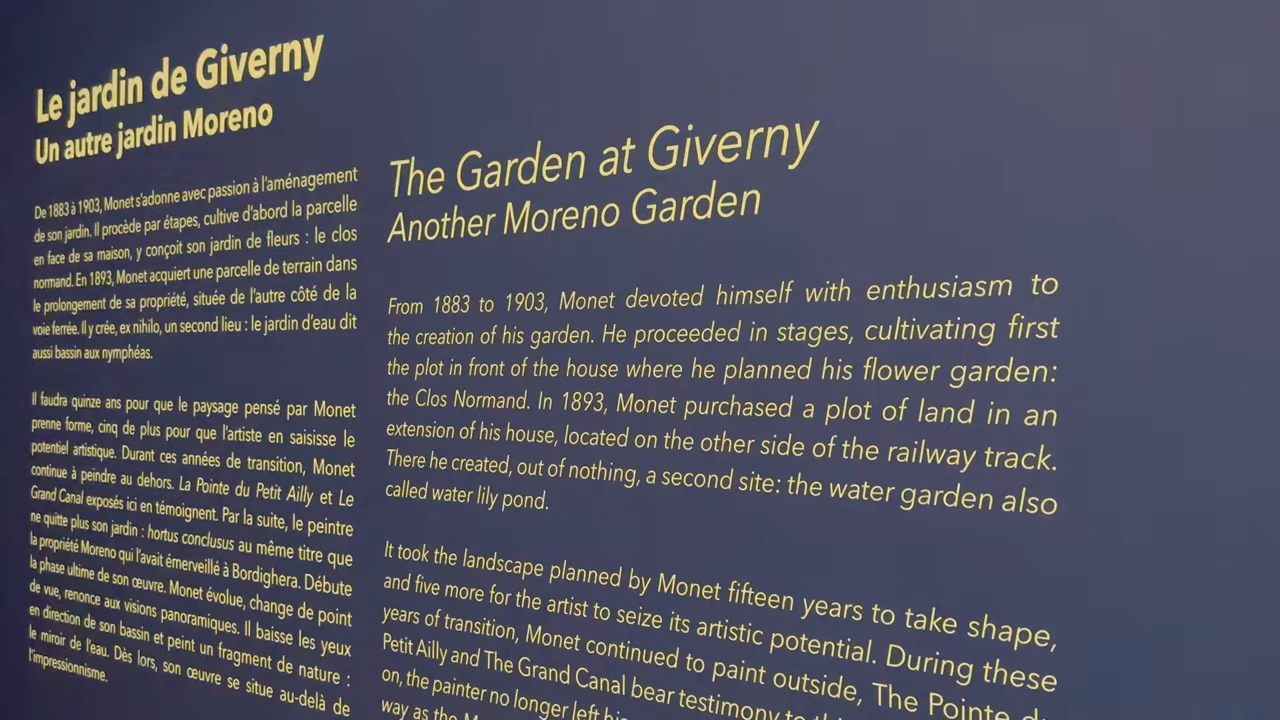 Le jardin de Giverny
Un autre jardin Moreno
De 1883 à 1903, Monet s'adonne avec passion à l'aménagement
de son jardin. Il procède par étapes, cultive d'abord la parcelle
en face de sa maison, y conçoit son jardin de fleurs : le clos
normand. En 1893, Monet acquiert une parcelle de terrain dans
le prolongement de sa propriété, située de l'autre côté de la
voie ferrée. Il y crée, ex nihilo, un second lieu : le jardin d'eau dit
aussi bassin aux nymphéas.
Il faudra quinze ans pour que le paysage pensé par Monet
prenne forme, cinq de plus pour que l'artiste en saisisse le
potentiel artistique. Durant ces années de transition, Monet
continue à peindre au dehors. La Pointe du Petit Ailly et Le
Grand Canal exposés ici en témoignent. Par la suite, le peintre
ne quitte plus son jardin : hortus conclusus au même titre que
la propriété Moreno qui l'avait émerveillé à Bordighera. Débute
la phase ultime de son œuvre. Monet évolue, change de point
de vue, renonce aux visions panoramiques. Il baisse les yeux
en direction de son bassin et peint un fragment de nature :
le miroir de l'eau. Dès lors, son œuvre se situe au-delà de
l'impressionnisme.
The Garden at Giverny
Another Moreno Garden
From 1883 to 1903, Monet devoted himself with enthusiasm to
the creation of his garden. He proceeded in stages, cultivating first
the plot in front of the house where he planned his flower garden:
the Clos Normand. In 1893, Monet purchased a plot of land in an
extension of his house, located on the other side of the railway track.
There he created, out of nothing, a second site: the water garden also
called water lily pond.
It took the landscape planned by Monet fifteen years to take shape,
and five more for the artist to seize its artistic potential. During these
years of transition, Monet continued to paint outside, The Pointe
Petit Ailly and The Grand Canal bear testimony to
on, the painter no longer left
way as the